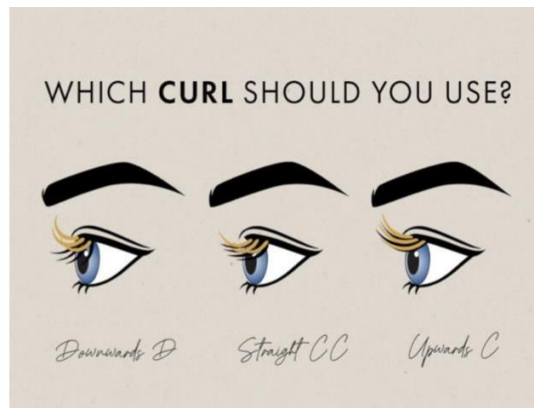 WHICH CURL SHOULD YOU USE?
Downwards D
Straight CC
Upwards C